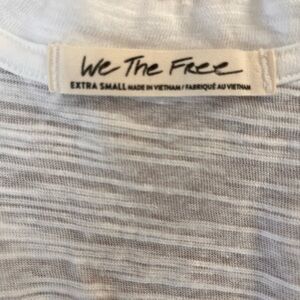 We The Free
EXTRA SMALL MADE IN VIETNAM / FABRIQUÉ AU VIETNAM